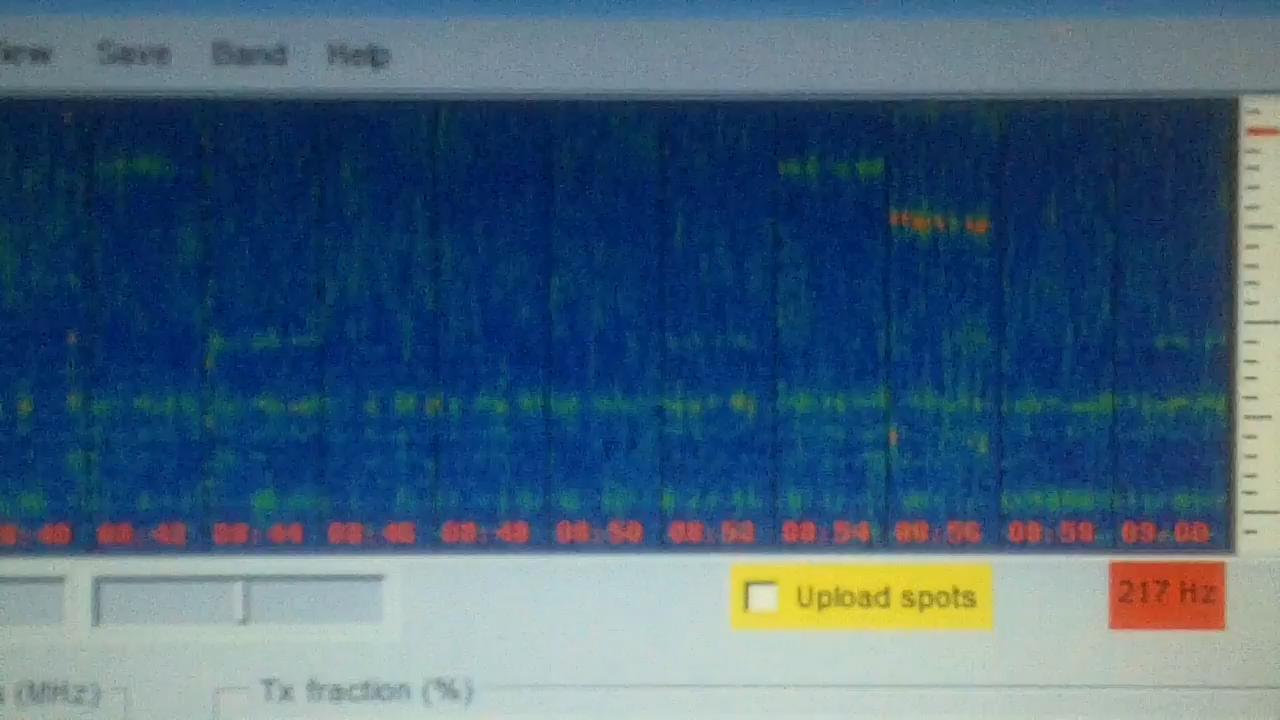 Save Band Help
08:42 08:44 08:46 08:48 08:50 08:52 08:54 08:56 08:58 09:00
Upload spots 217 Hz
(MHz) Tx fraction (%)